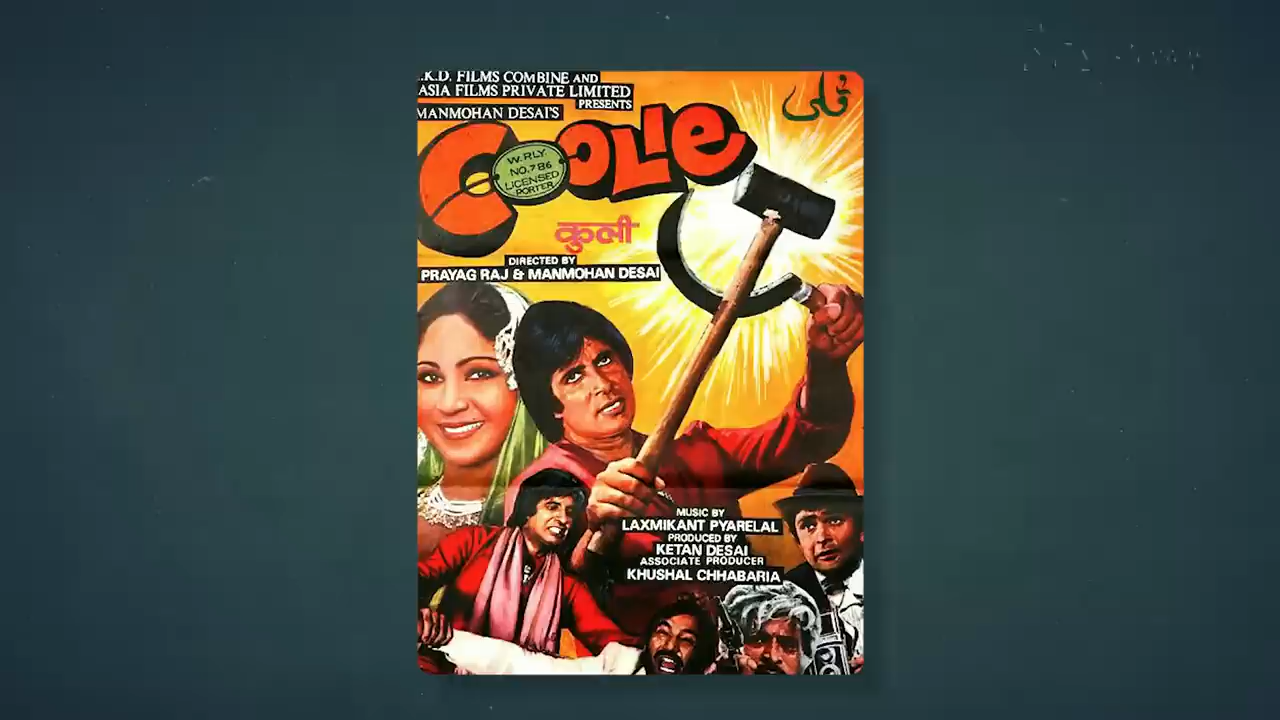 .K.D. FILMS COMBINE AND
ASIA FILMS PRIVATE LIMITED
PRESENTS
MANMOHAN DESAI'S
قلی
COOLIE
W. RLY.
NO. 786
LICENSED
PORTER
कुली
DIRECTED BY
PRAYAG RAJ & MANMOHAN DESAI
MUSIC BY
LAXMIKANT PYARELAL
PRODUCED BY
KETAN DESAI
ASSOCIATE PRODUCER
KHUSHAL CHHABARIA